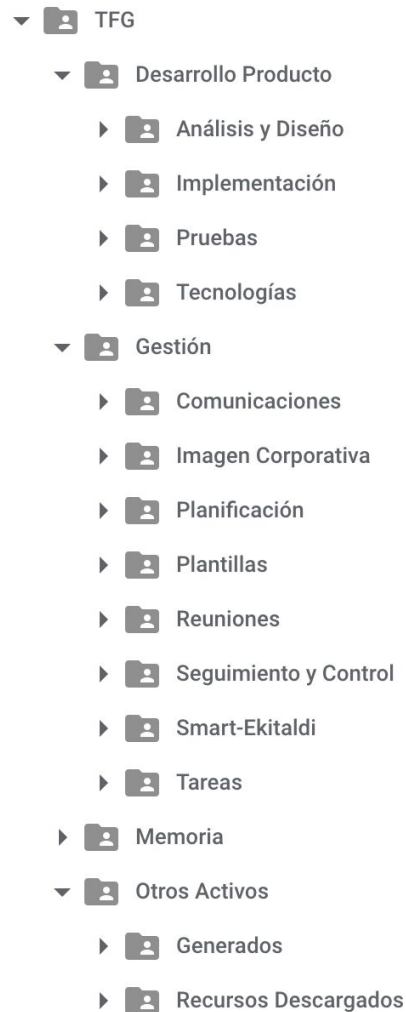 TFG
Desarrollo Producto
Análisis y Diseño
Implementación
Pruebas
Tecnologías
Gestión
Comunicaciones
Imagen Corporativa
Planificación
Plantillas
Reuniones
Seguimiento y Control
Smart-Ekitaldi
Tareas
Memoria
Otros Activos
Generados
Recursos Descargados